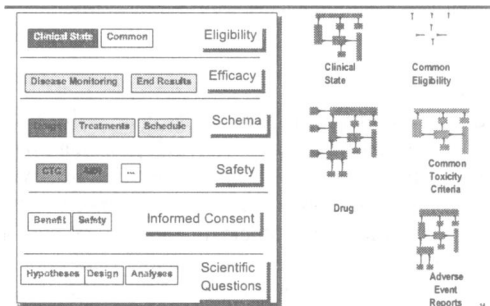 Clinical State Common Eligibility
Disease Monitoring End Results Efficacy
Treatments Schedule Schema
CTC ... Safety
Benefit Safety Informed Consent
Hypotheses Design Analyses Scientific
Questions
Clinical
State
Common
Eligibility
Drug
Common
Toxicity
Criteria
Adverse
Event
Reports